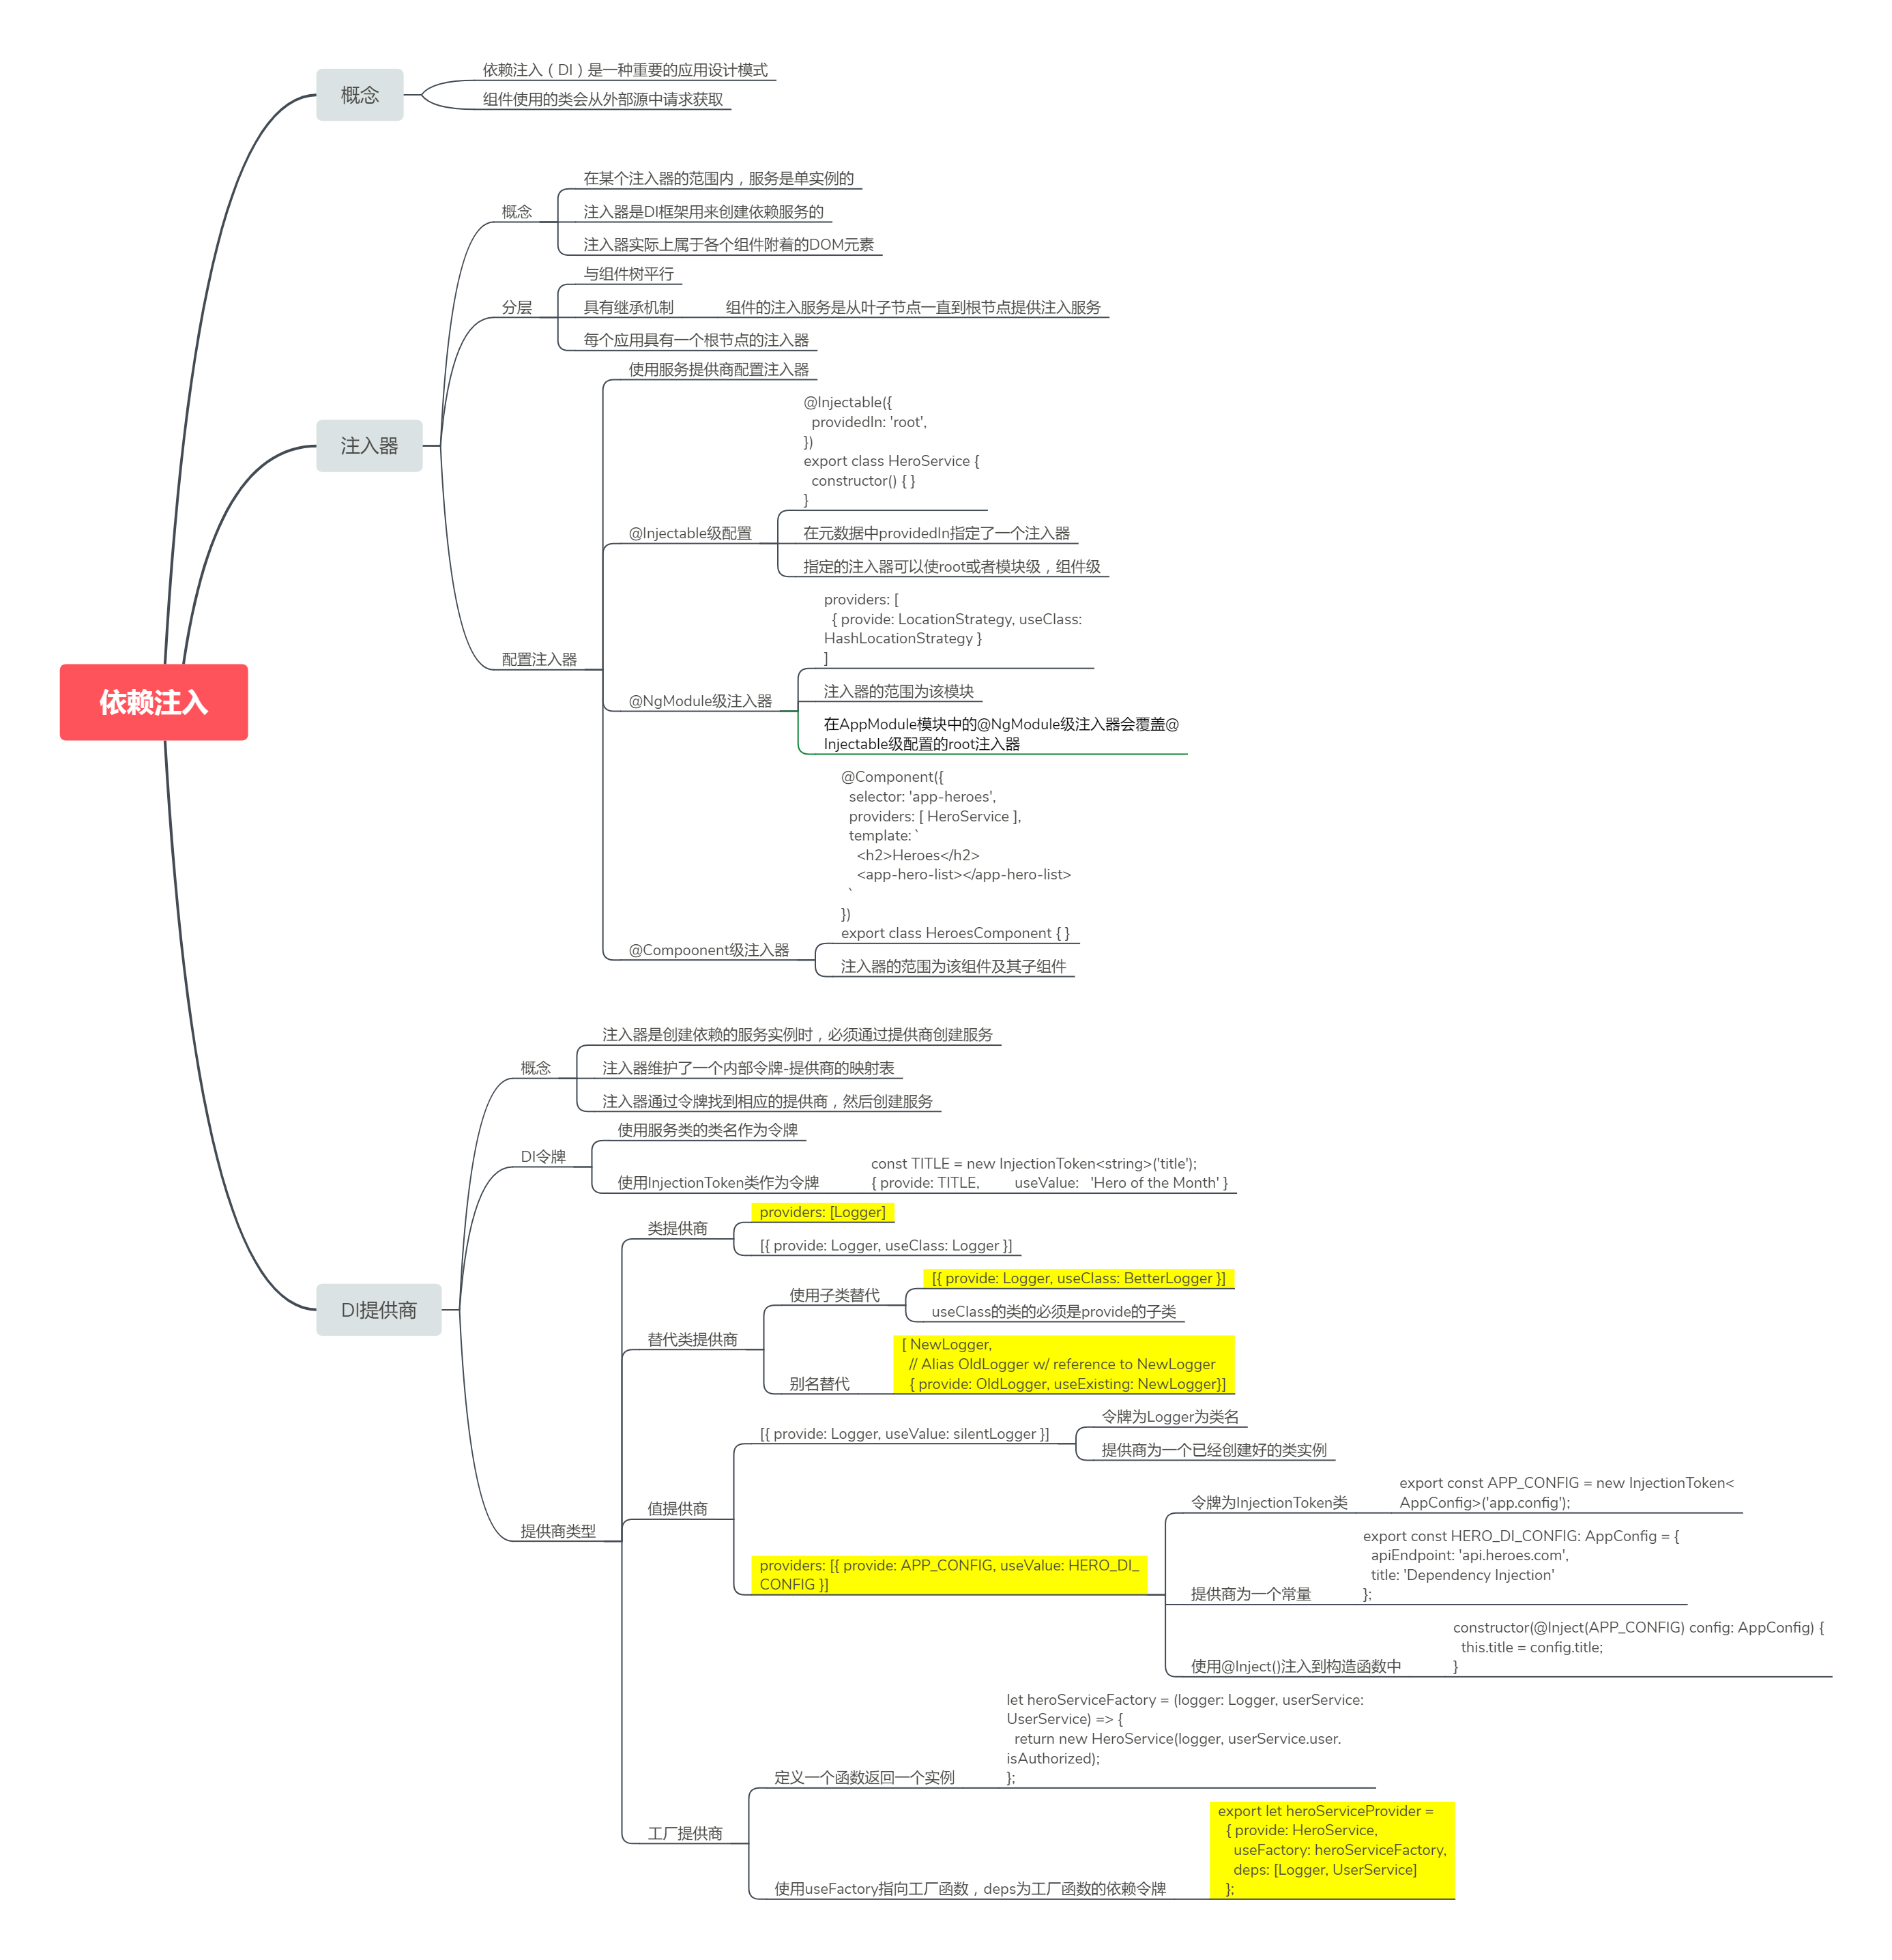 依赖注入
概念
依赖注入（DI）是一种重要的应用设计模式
组件使用的类会从外部源中请求获取
注入器
概念
在某个注入器的范围内，服务是单实例的
注入器是DI框架用来创建依赖服务的
注入器实际上属于各个组件附着的DOM元素
分层
与组件树平行
具有继承机制
组件的注入服务是从叶子节点一直到根节点提供注入服务
每个应用具有一个根节点的注入器
配置注入器
使用服务提供商配置注入器
@Injectable级配置
@Injectable({
providedIn: 'root',
})
export class HeroService {
constructor() { }
}
在元数据中providedIn指定了一个注入器
指定的注入器可以使root或者模块级，组件级
@NgModule级注入器
providers: [
{ provide: LocationStrategy, useClass:
HashLocationStrategy }
]
注入器的范围为该模块
在AppModule模块中的@NgModule级注入器会覆盖@
Injectable级配置的root注入器
@Compoonent级注入器
@Component({
selector: 'app-heroes',
providers: [ HeroService ],
template: `
<h2>Heroes</h2>
<app-hero-list></app-hero-list>
`
})
export class HeroesComponent { }
注入器的范围为该组件及其子组件
DI提供商
概念
注入器是创建依赖的服务实例时，必须通过提供商创建服务
注入器维护了一个内部令牌-提供商的映射表
注入器通过令牌找到相应的提供商，然后创建服务
DI令牌
使用服务类的类名作为令牌
使用InjectionToken类作为令牌
const TITLE = new InjectionToken<string>('title');
{ provide: TITLE, useValue: 'Hero of the Month' }
提供商类型
类提供商
providers: [Logger]
[{ provide: Logger, useClass: Logger }]
替代类提供商
使用子类替代
[{ provide: Logger, useClass: BetterLogger }]
useClass的类的必须是provide的子类
别名替代
[ NewLogger,
// Alias OldLogger w/ reference to NewLogger
{ provide: OldLogger, useExisting: NewLogger}]
值提供商
[{ provide: Logger, useValue: silentLogger }]
令牌为Logger为类名
提供商为一个已经创建好的类实例
providers: [{ provide: APP_CONFIG, useValue: HERO_DI_
CONFIG }]
令牌为InjectionToken类
export const APP_CONFIG = new InjectionToken<
AppConfig>('app.config');
提供商为一个常量
export const HERO_DI_CONFIG: AppConfig = {
apiEndpoint: 'api.heroes.com',
title: 'Dependency Injection'
};
使用@Inject()注入到构造函数中
constructor(@Inject(APP_CONFIG) config: AppConfig) {
this.title = config.title;
}
工厂提供商
定义一个函数返回一个实例
let heroServiceFactory = (logger: Logger, userService:
UserService) => {
return new HeroService(logger, userService.user.
isAuthorized);
};
使用useFactory指向工厂函数，deps为工厂函数的依赖令牌
export let heroServiceProvider =
{ provide: HeroService,
useFactory: heroServiceFactory,
deps: [Logger, UserService]
};